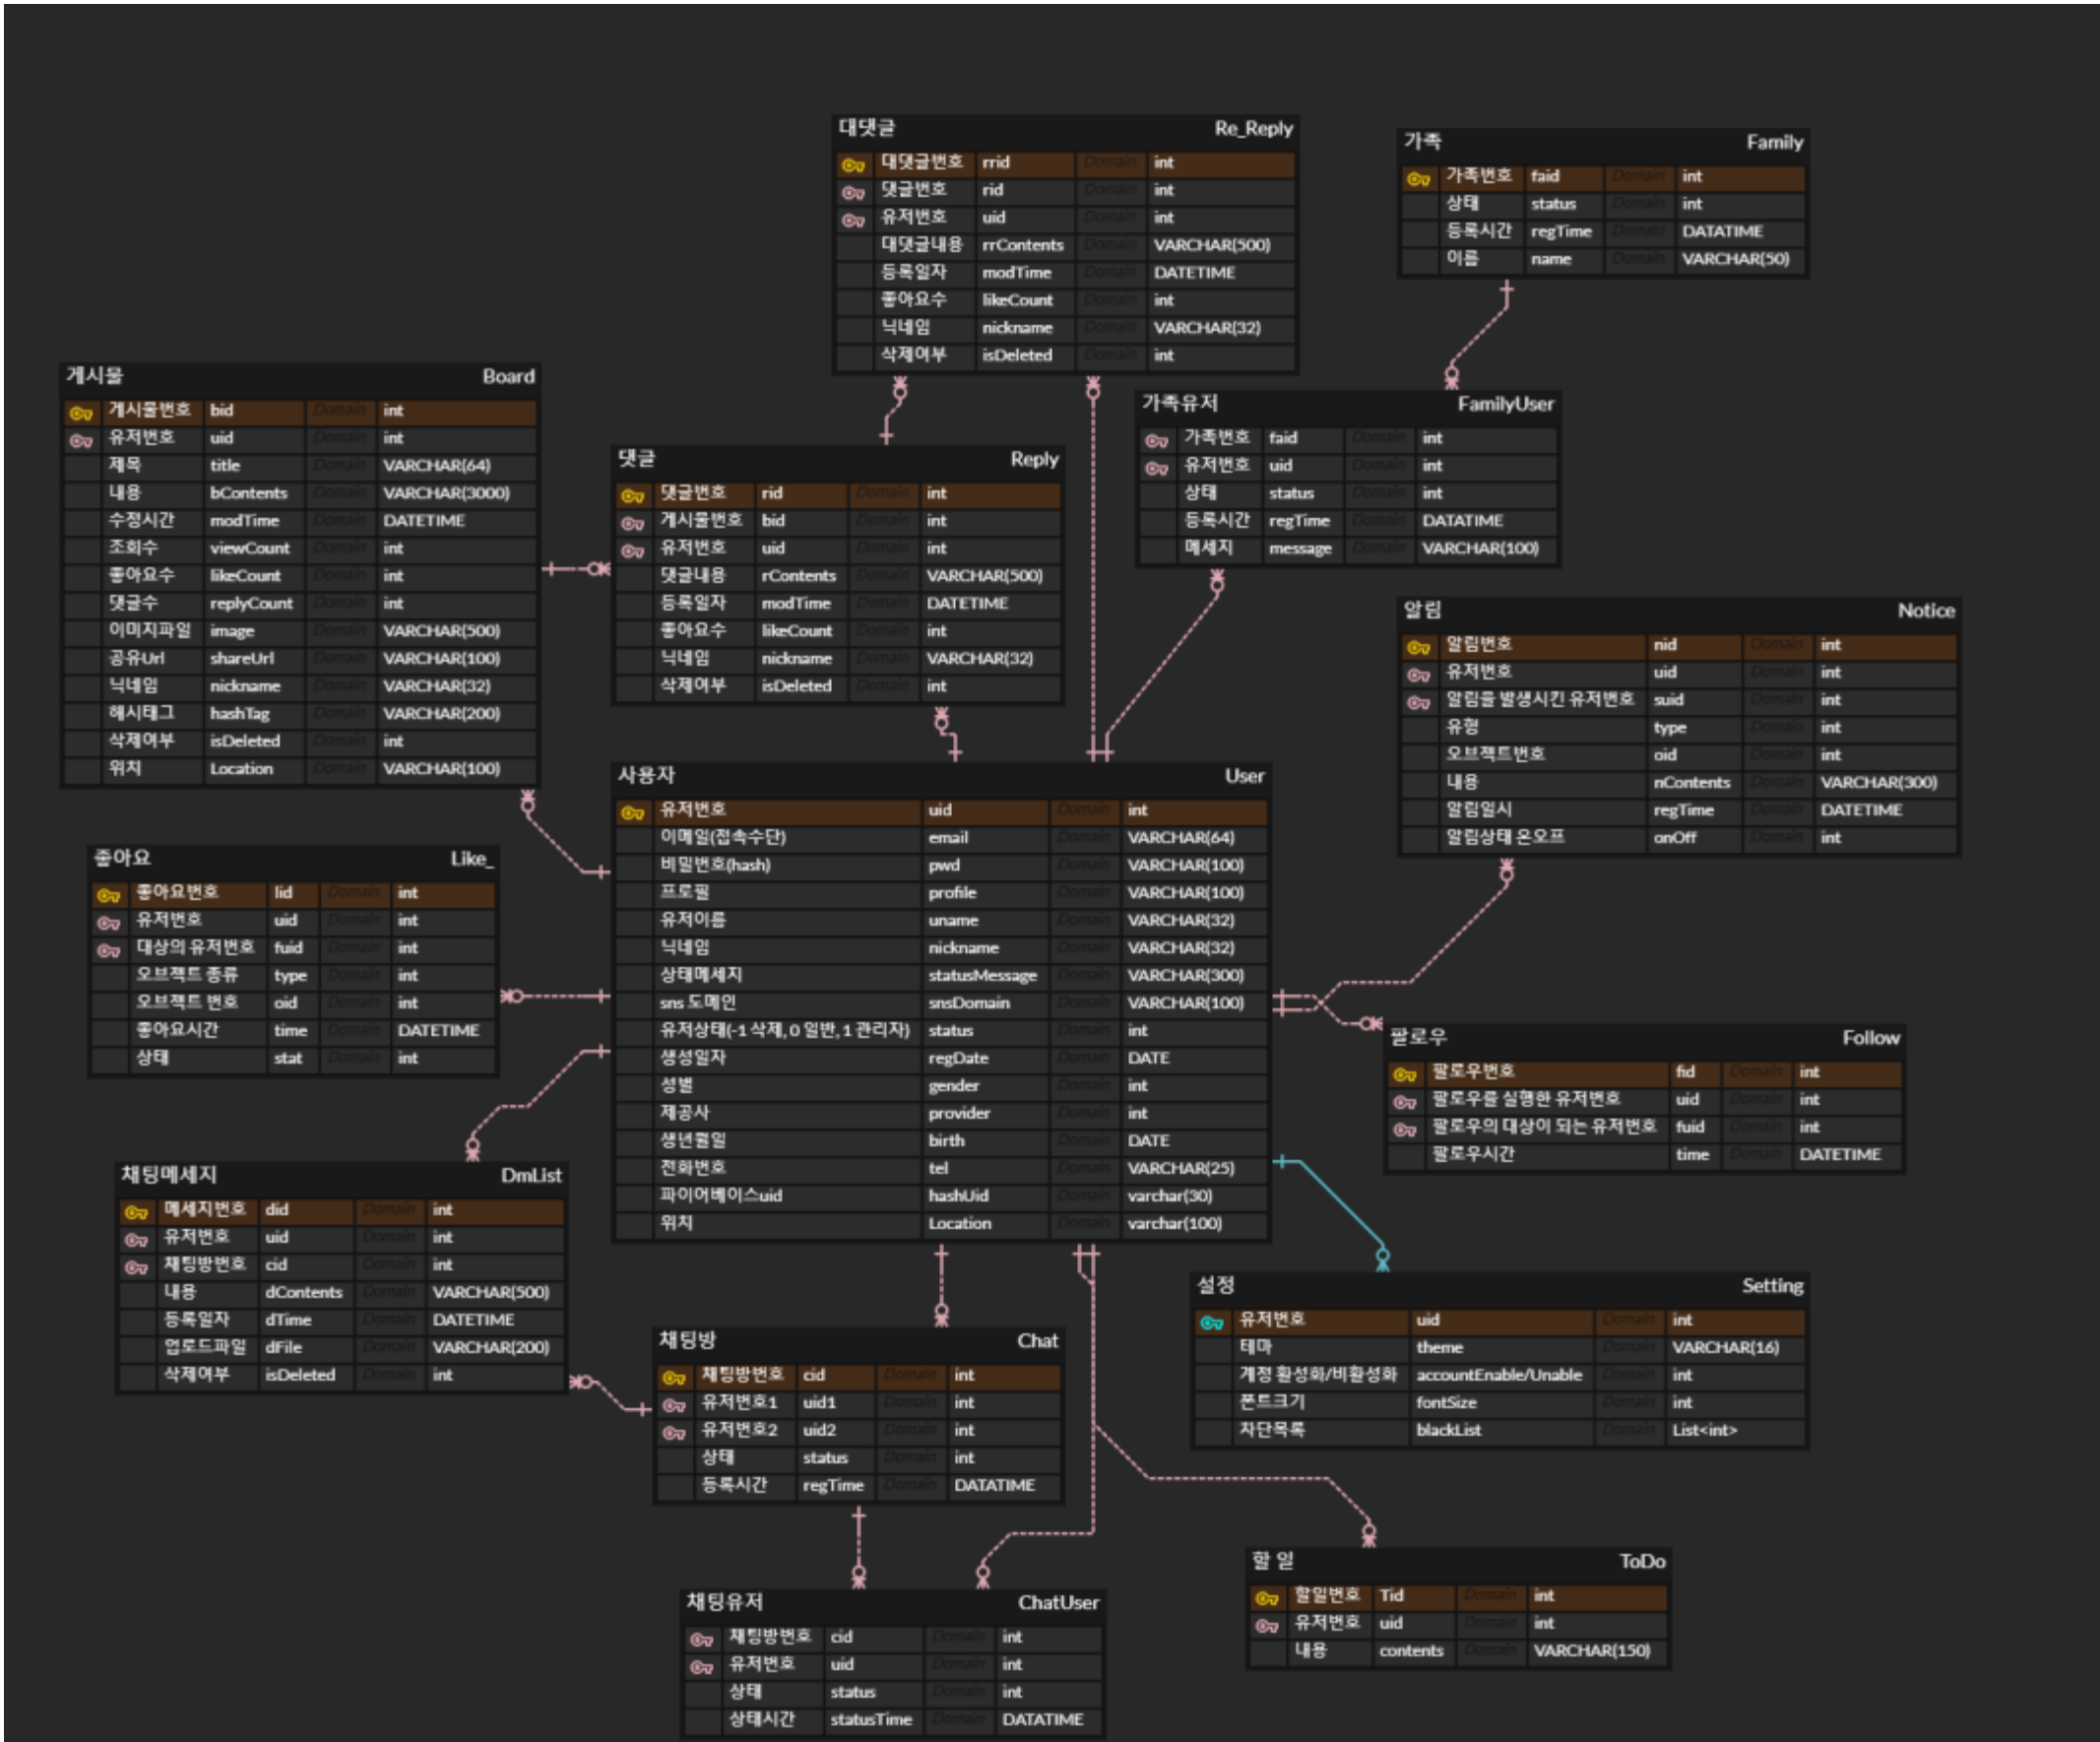 대댓글 Re_Reply
대댓글번호 rrid Domain int
댓글번호 rid Domain int
유저번호 uid Domain int
대댓글내용 rrContents Domain VARCHAR(500)
등록일자 modTime Domain DATETIME
좋아요수 likeCount Domain int
닉네임 nickname Domain VARCHAR(32)
삭제여부 isDeleted Domain int
가족 Family
가족번호 faid Domain int
상태 status Domain int
등록시간 regTime Domain DATATIME
이름 name Domain VARCHAR(50)
게시물 Board
게시물번호 bid Domain int
유저번호 uid Domain int
제목 title Domain VARCHAR(64)
내용 bContents Domain VARCHAR(3000)
수정시간 modTime Domain DATETIME
조회수 viewCount Domain int
좋아요수 likeCount Domain int
댓글수 replyCount Domain int
이미지파일 image Domain VARCHAR(500)
공유Url shareUrl Domain VARCHAR(100)
닉네임 nickname Domain VARCHAR(32)
해시태그 hashTag Domain VARCHAR(200)
삭제여부 isDeleted Domain int
위치 Location Domain VARCHAR(100)
댓글 Reply
댓글번호 rid Domain int
게시물번호 bid Domain int
유저번호 uid Domain int
댓글내용 rContents Domain VARCHAR(500)
등록일자 modTime Domain DATETIME
좋아요수 likeCount Domain int
닉네임 nickname Domain VARCHAR(32)
삭제여부 isDeleted Domain int
가족유저 FamilyUser
가족번호 faid Domain int
유저번호 uid Domain int
상태 status Domain int
등록시간 regTime Domain DATATIME
메세지 message Domain VARCHAR(100)
알림 Notice
알림번호 nid Domain int
유저번호 uid Domain int
알림을 발생시킨 유저번호 suid Domain int
유형 type Domain int
오브젝트번호 oid Domain int
내용 nContents Domain VARCHAR(300)
알림일시 regTime Domain DATETIME
알림상태 온오프 onOff Domain int
사용자 User
유저번호 uid Domain int
이메일(접속수단) email Domain VARCHAR(64)
비밀번호(hash) pwd Domain VARCHAR(100)
프로필 profile Domain VARCHAR(100)
유저이름 uname Domain VARCHAR(32)
닉네임 nickname Domain VARCHAR(32)
상태메세지 statusMessage Domain VARCHAR(300)
sns 도메인 snsDomain Domain VARCHAR(100)
유저상태(-1 삭제, 0 일반, 1 관리자) status Domain int
생성일자 regDate Domain DATE
성별 gender Domain int
제공사 provider Domain int
생년월일 birth Domain DATE
전화번호 tel Domain VARCHAR(25)
파이어베이스uid hashUid Domain varchar(30)
위치 Location Domain varchar(100)
좋아요 Like_
좋아요번호 lid Domain int
유저번호 uid Domain int
대상의 유저번호 fuid Domain int
오브젝트 종류 type Domain int
오브젝트 번호 oid Domain int
좋아요시간 time Domain DATETIME
상태 stat Domain int
팔로우 Follow
팔로우번호 fid Domain int
팔로우를 실행한 유저번호 uid Domain int
팔로우의 대상이 되는 유저번호 fuid Domain int
팔로우시간 time Domain DATETIME
채팅메세지 DmList
메세지번호 did Domain int
유저번호 uid Domain int
채팅방번호 cid Domain int
내용 dContents Domain VARCHAR(500)
등록일자 dTime Domain DATETIME
업로드파일 dFile Domain VARCHAR(200)
삭제여부 isDeleted Domain int
설정 Setting
유저번호 uid Domain int
테마 theme Domain VARCHAR(16)
계정 활성화/비활성화 accountEnable/Unable Domain int
폰트크기 fontSize Domain int
차단목록 blackList Domain List<int>
채팅방 Chat
채팅방번호 cid Domain int
유저번호1 uid1 Domain int
유저번호2 uid2 Domain int
상태 status Domain int
등록시간 regTime Domain DATATIME
할 일 ToDo
할일번호 Tid Domain int
유저번호 uid Domain int
내용 contents Domain VARCHAR(150)
채팅유저 ChatUser
채팅방번호 cid Domain int
유저번호 uid Domain int
상태 status Domain int
상태시간 statusTime Domain DATATIME